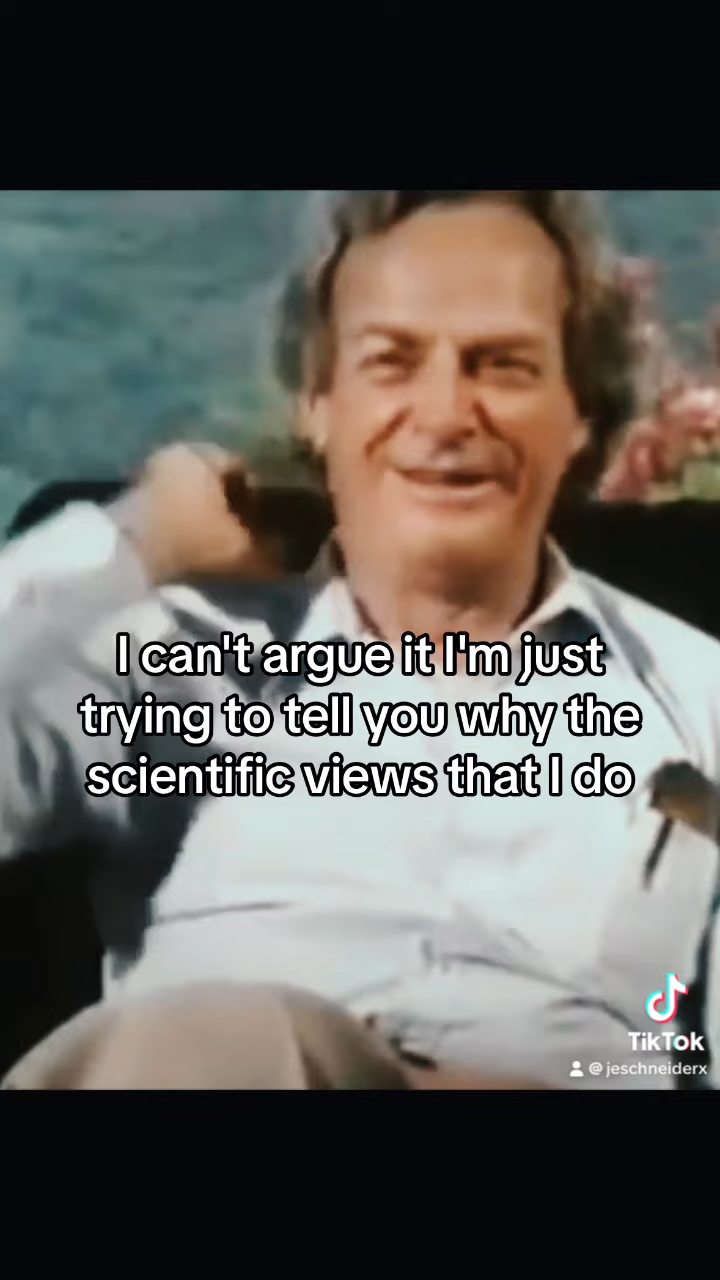 I can't argue it I'm just
trying to tell you why the
scientific views that I do
TikTok
@jeschneiderx